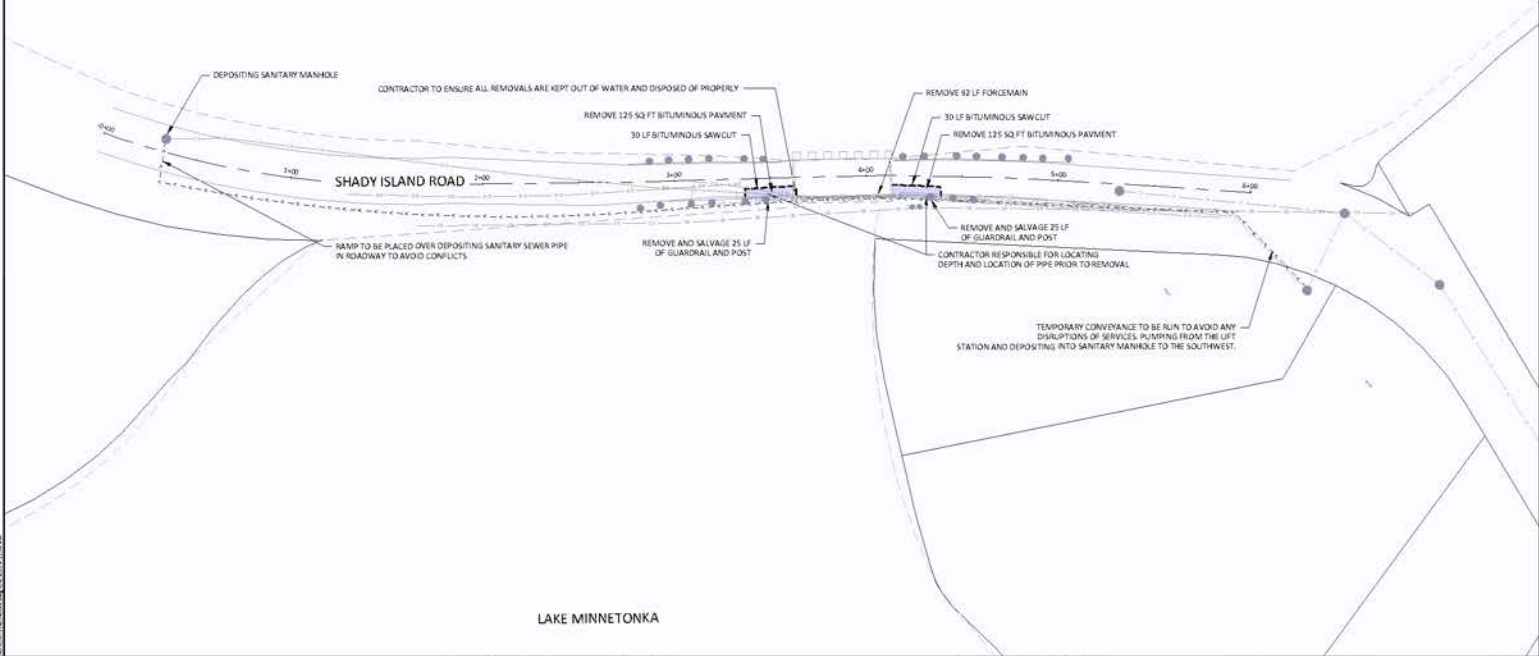 DEPOSITING SANITARY MANHOLE
CONTRACTOR TO ENSURE ALL REMOVALS ARE KEPT OUT OF WATER AND DISPOSED OF PROPERLY
REMOVE 92 LF FORCEMAIN
REMOVE 125 SQ FT BITUMINOUS PAVMENT
30 LF BITUMINOUS SAWCUT
30 LF BITUMINOUS SAWCUT
REMOVE 125 SQ FT BITUMINOUS PAVMENT
0+00
1+00
SHADY ISLAND ROAD
2+00
3+00
4+00
5+00
6+00
RAMP TO BE PLACED OVER DEPOSITING SANITARY SEWER PIPE
IN ROADWAY TO AVOID CONFLICTS
REMOVE AND SALVAGE 25 LF
OF GUARDRAIL AND POST
REMOVE AND SALVAGE 25 LF
OF GUARDRAIL AND POST
CONTRACTOR RESPONSIBLE FOR LOCATING
DEPTH AND LOCATION OF PIPE PRIOR TO REMOVAL
TEMPORARY CONVEYANCE TO BE RUN TO AVOID ANY
DISRUPTIONS OF SERVICES. PUMPING FROM THE LIFT
STATION AND DEPOSITING INTO SANITARY MANHOLE TO THE SOUTHWEST.
LAKE MINNETONKA